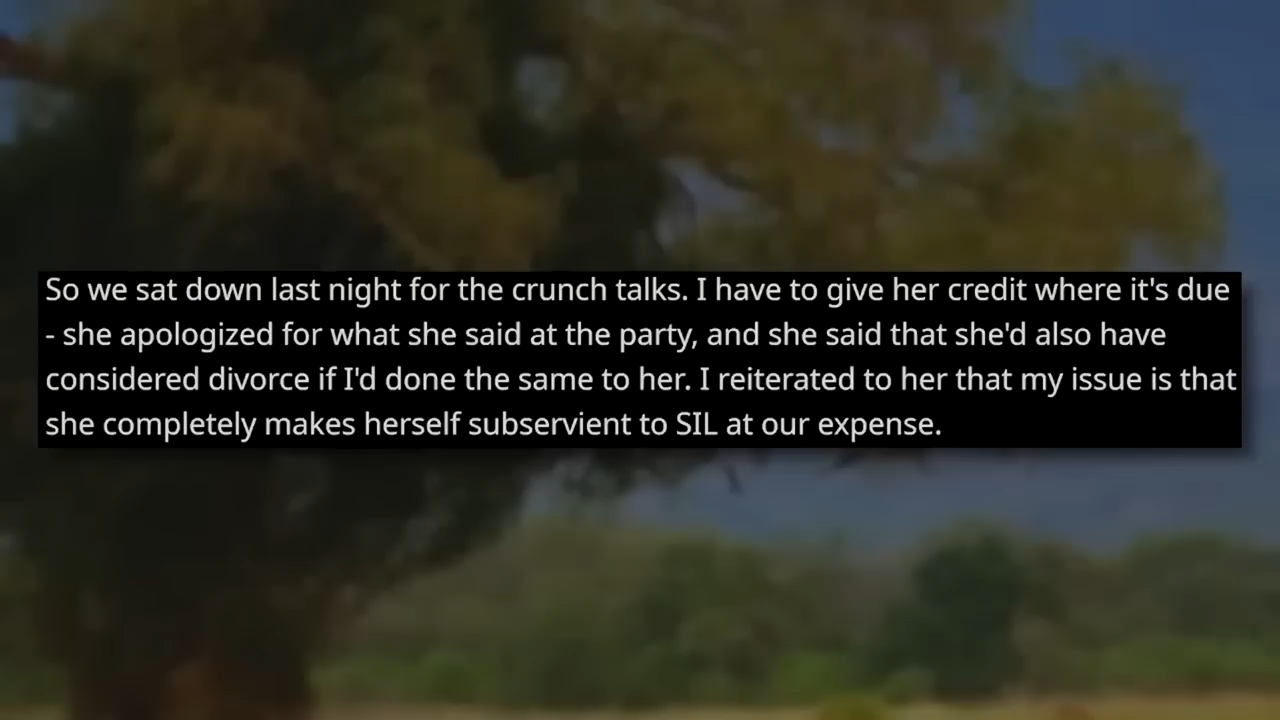 So we sat down last night for the crunch talks. I have to give her credit where it's due
- she apologized for what she said at the party, and she said that she'd also have
considered divorce if I'd done the same to her. I reiterated to her that my issue is that
she completely makes herself subservient to SIL at our expense.